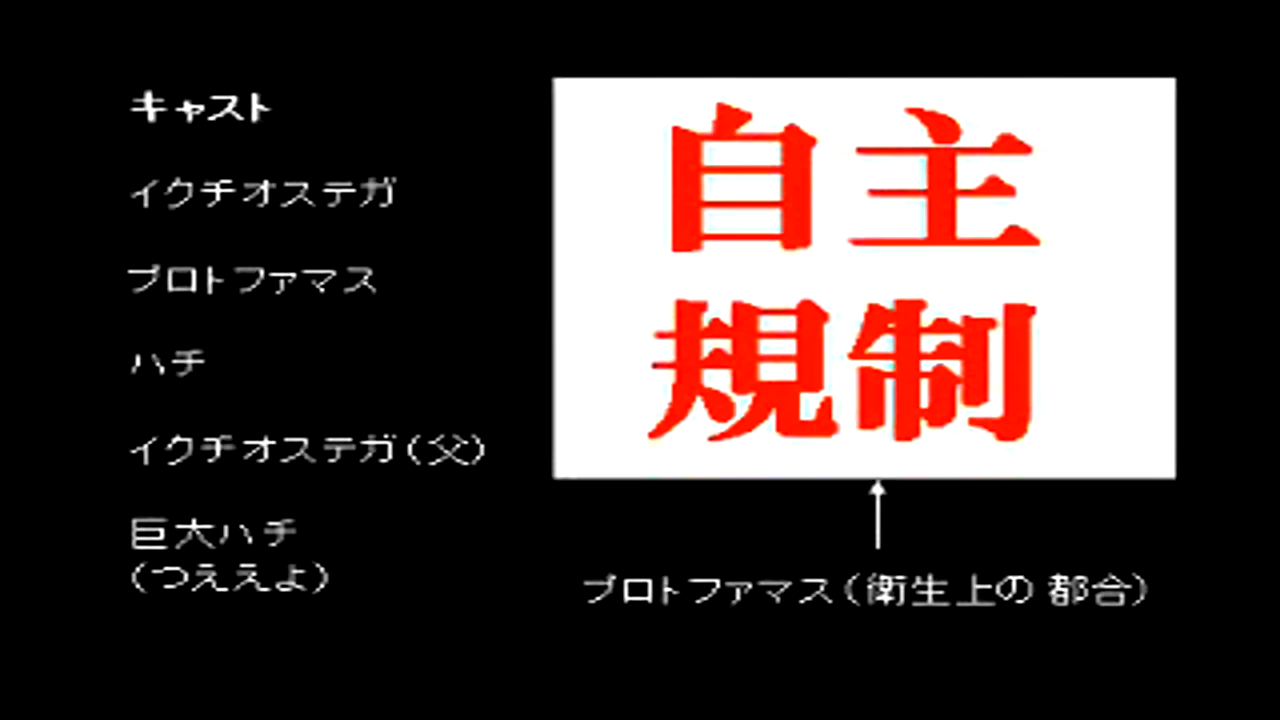 キャスト
イクチオステガ
プロトファマス
ハチ
イクチオステガ(父)
巨大ハチ
(つええよ)
自主
規制
プロトファマス(衛生上の 都合)